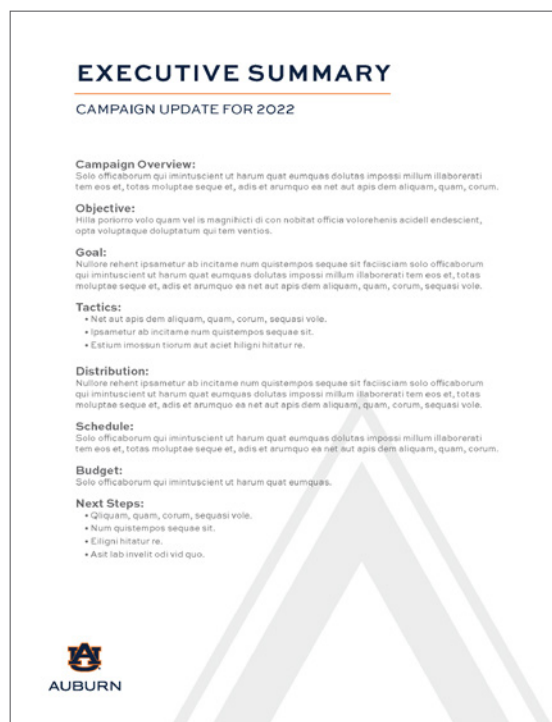 EXECUTIVE SUMMARY
CAMPAIGN UPDATE FOR 2022
Campaign Overview:
Solo officaborum qui imintuscient ut harum quat eumquas dolutas impossi millum illaborerati
tem eos et, totas moluptae seque et, adis et arumquo ea net aut apis dem aliquam, quam, corum.
Objective:
Hilla poriorro volo quam vel is magnihicti di con nobitat officia volorehenis acidell endescient,
opta voluptaque doluptatum qui tem ventios.
Goal:
Nullore rehent ipsametur ab incitame num quistempos sequae sit faciisciam solo officaborum
qui imintuscient ut harum quat eumquas dolutas impossi millum illaborerati tem eos et, totas
moluptae seque et, adis et arumquo ea net aut apis dem aliquam, quam, corum, sequasi vole.
Tactics:
• Net aut apis dem aliquam, quam, corum, sequasi vole.
• Ipsametur ab incitame num quistempos sequae sit.
• Estium imossun tiorum aut aciet hiligni hitatur re.
Distribution:
Nullore rehent ipsametur ab incitame num quistempos sequae sit faciisciam solo officaborum
qui imintuscient ut harum quat eumquas dolutas impossi millum illaborerati tem eos et, totas
moluptae seque et, adis et arumquo ea net aut apis dem aliquam, quam, corum, sequasi vole.
Schedule:
Solo officaborum qui imintuscient ut harum quat eumquas dolutas impossi millum illaborerati
tem eos et, totas moluptae seque et, adis et arumquo ea net aut apis dem aliquam, quam, corum.
Budget:
Solo officaborum qui imintuscient ut harum quat eumquas.
Next Steps:
• Qliquam, quam, corum, sequasi vole.
• Num quistempos sequae sit.
• Eiligni hitatur re.
• Asit lab invelit odi vid quo.
AU
AUBURN